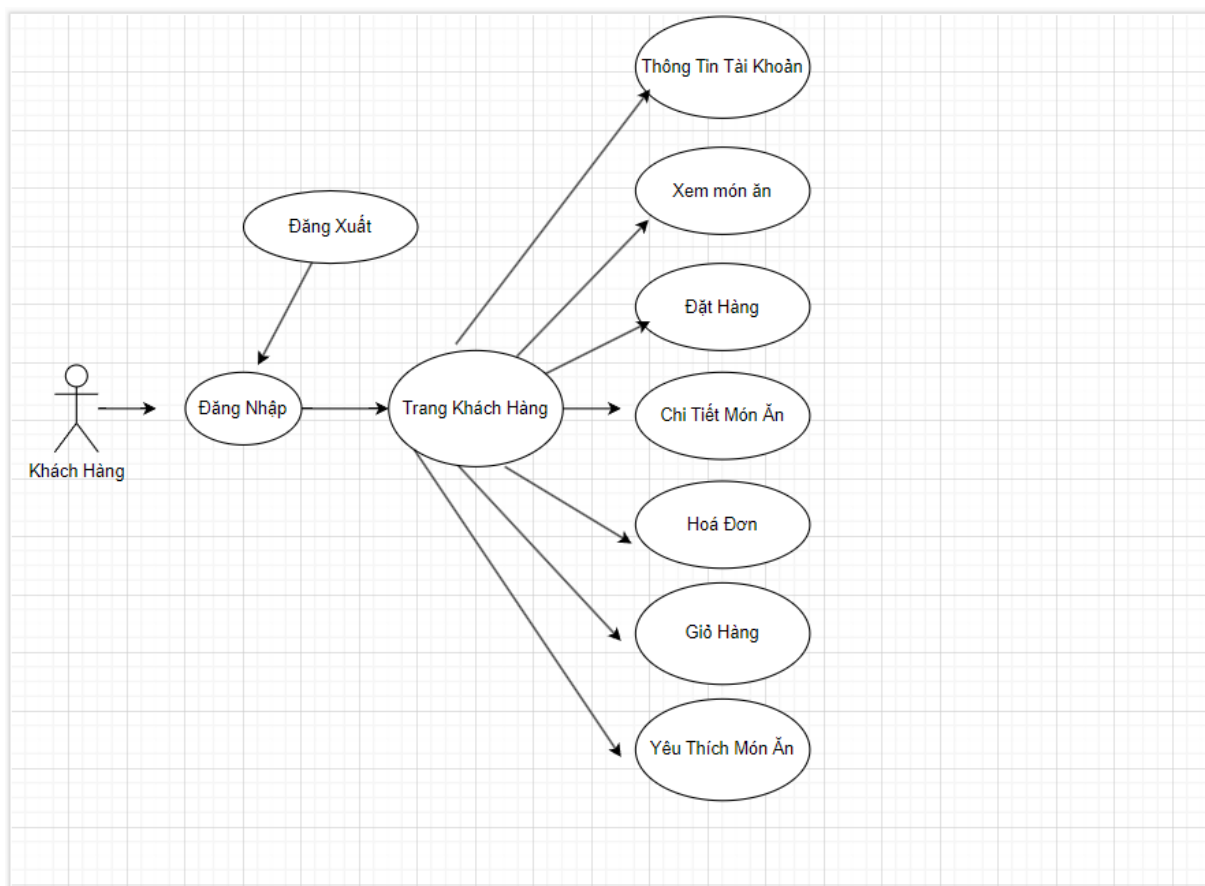 Thông Tin Tài Khoản
Xem món ăn
Đăng Xuất
Đặt Hàng
Đăng Nhập
Trang Khách Hàng
Chi Tiết Món Ăn
Khách Hàng
Hoá Đơn
Giỏ Hàng
Yêu Thích Món Ăn